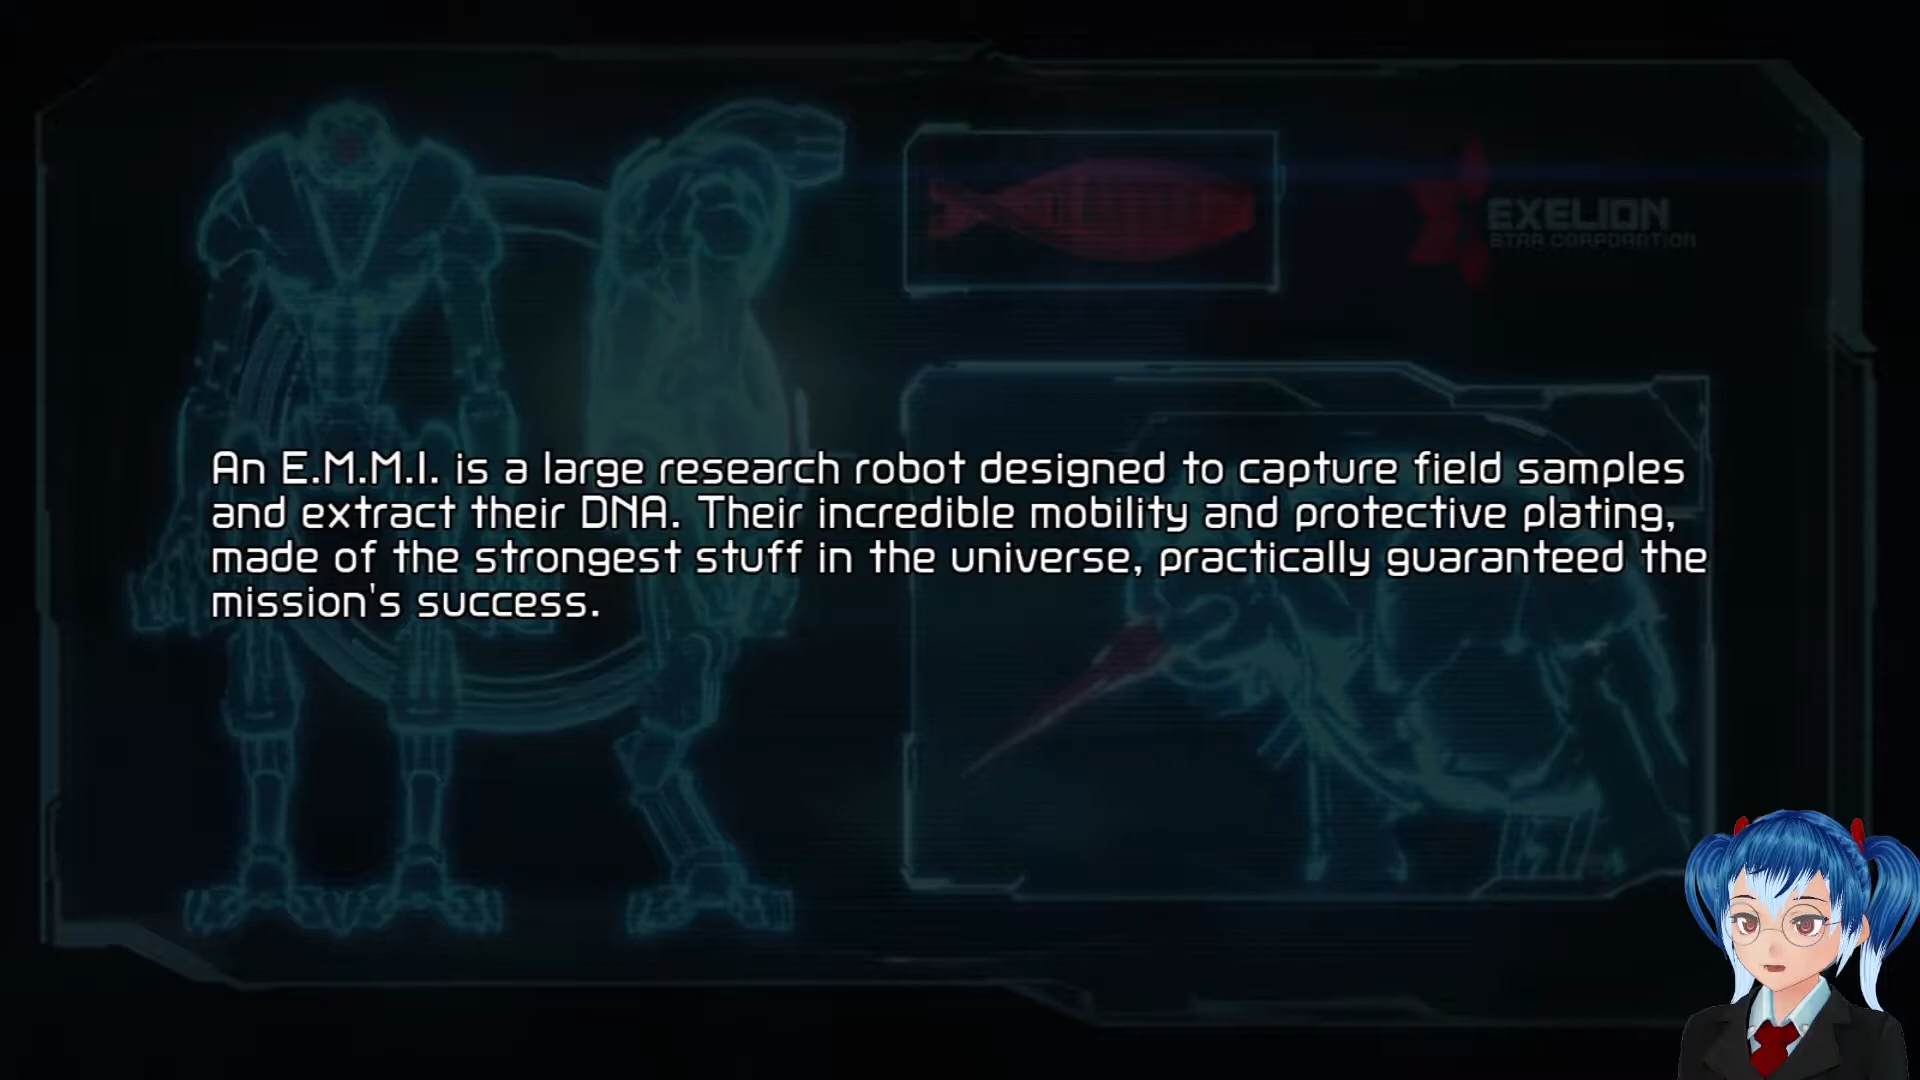 EXELION
STAR CORPORATION
An E.M.M.I. is a large research robot designed to capture field samples
and extract their DNA. Their incredible mobility and protective plating,
made of the strongest stuff in the universe, practically guaranteed the
mission's success.